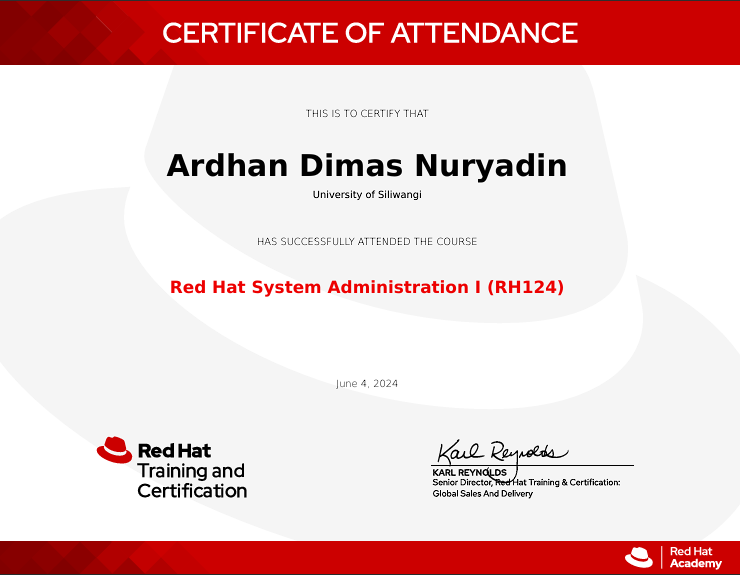 CERTIFICATE OF ATTENDANCE
THIS IS TO CERTIFY THAT
Ardhan Dimas Nuryadin
University of Siliwangi
HAS SUCCESSFULLY ATTENDED THE COURSE
Red Hat System Administration I (RH124)
June 4, 2024
Red Hat
Training and
Certification
Karl Reynolds
KARL REYNOLDS
Senior Director, Red Hat Training & Certification:
Global Sales And Delivery
Red Hat
Academy